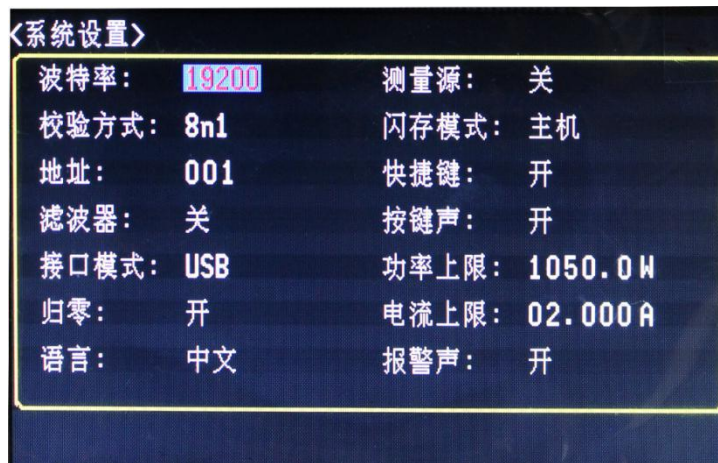 <系统设置>
波特率: 19200 测量源: 关
校验方式: 8n1 闪存模式: 主机
地址: 001 快捷键: 开
滤波器: 关 按键声: 开
接口模式: USB 功率上限: 1050.0W
归零: 开 电流上限: 02.000A
语言: 中文 报警声: 开